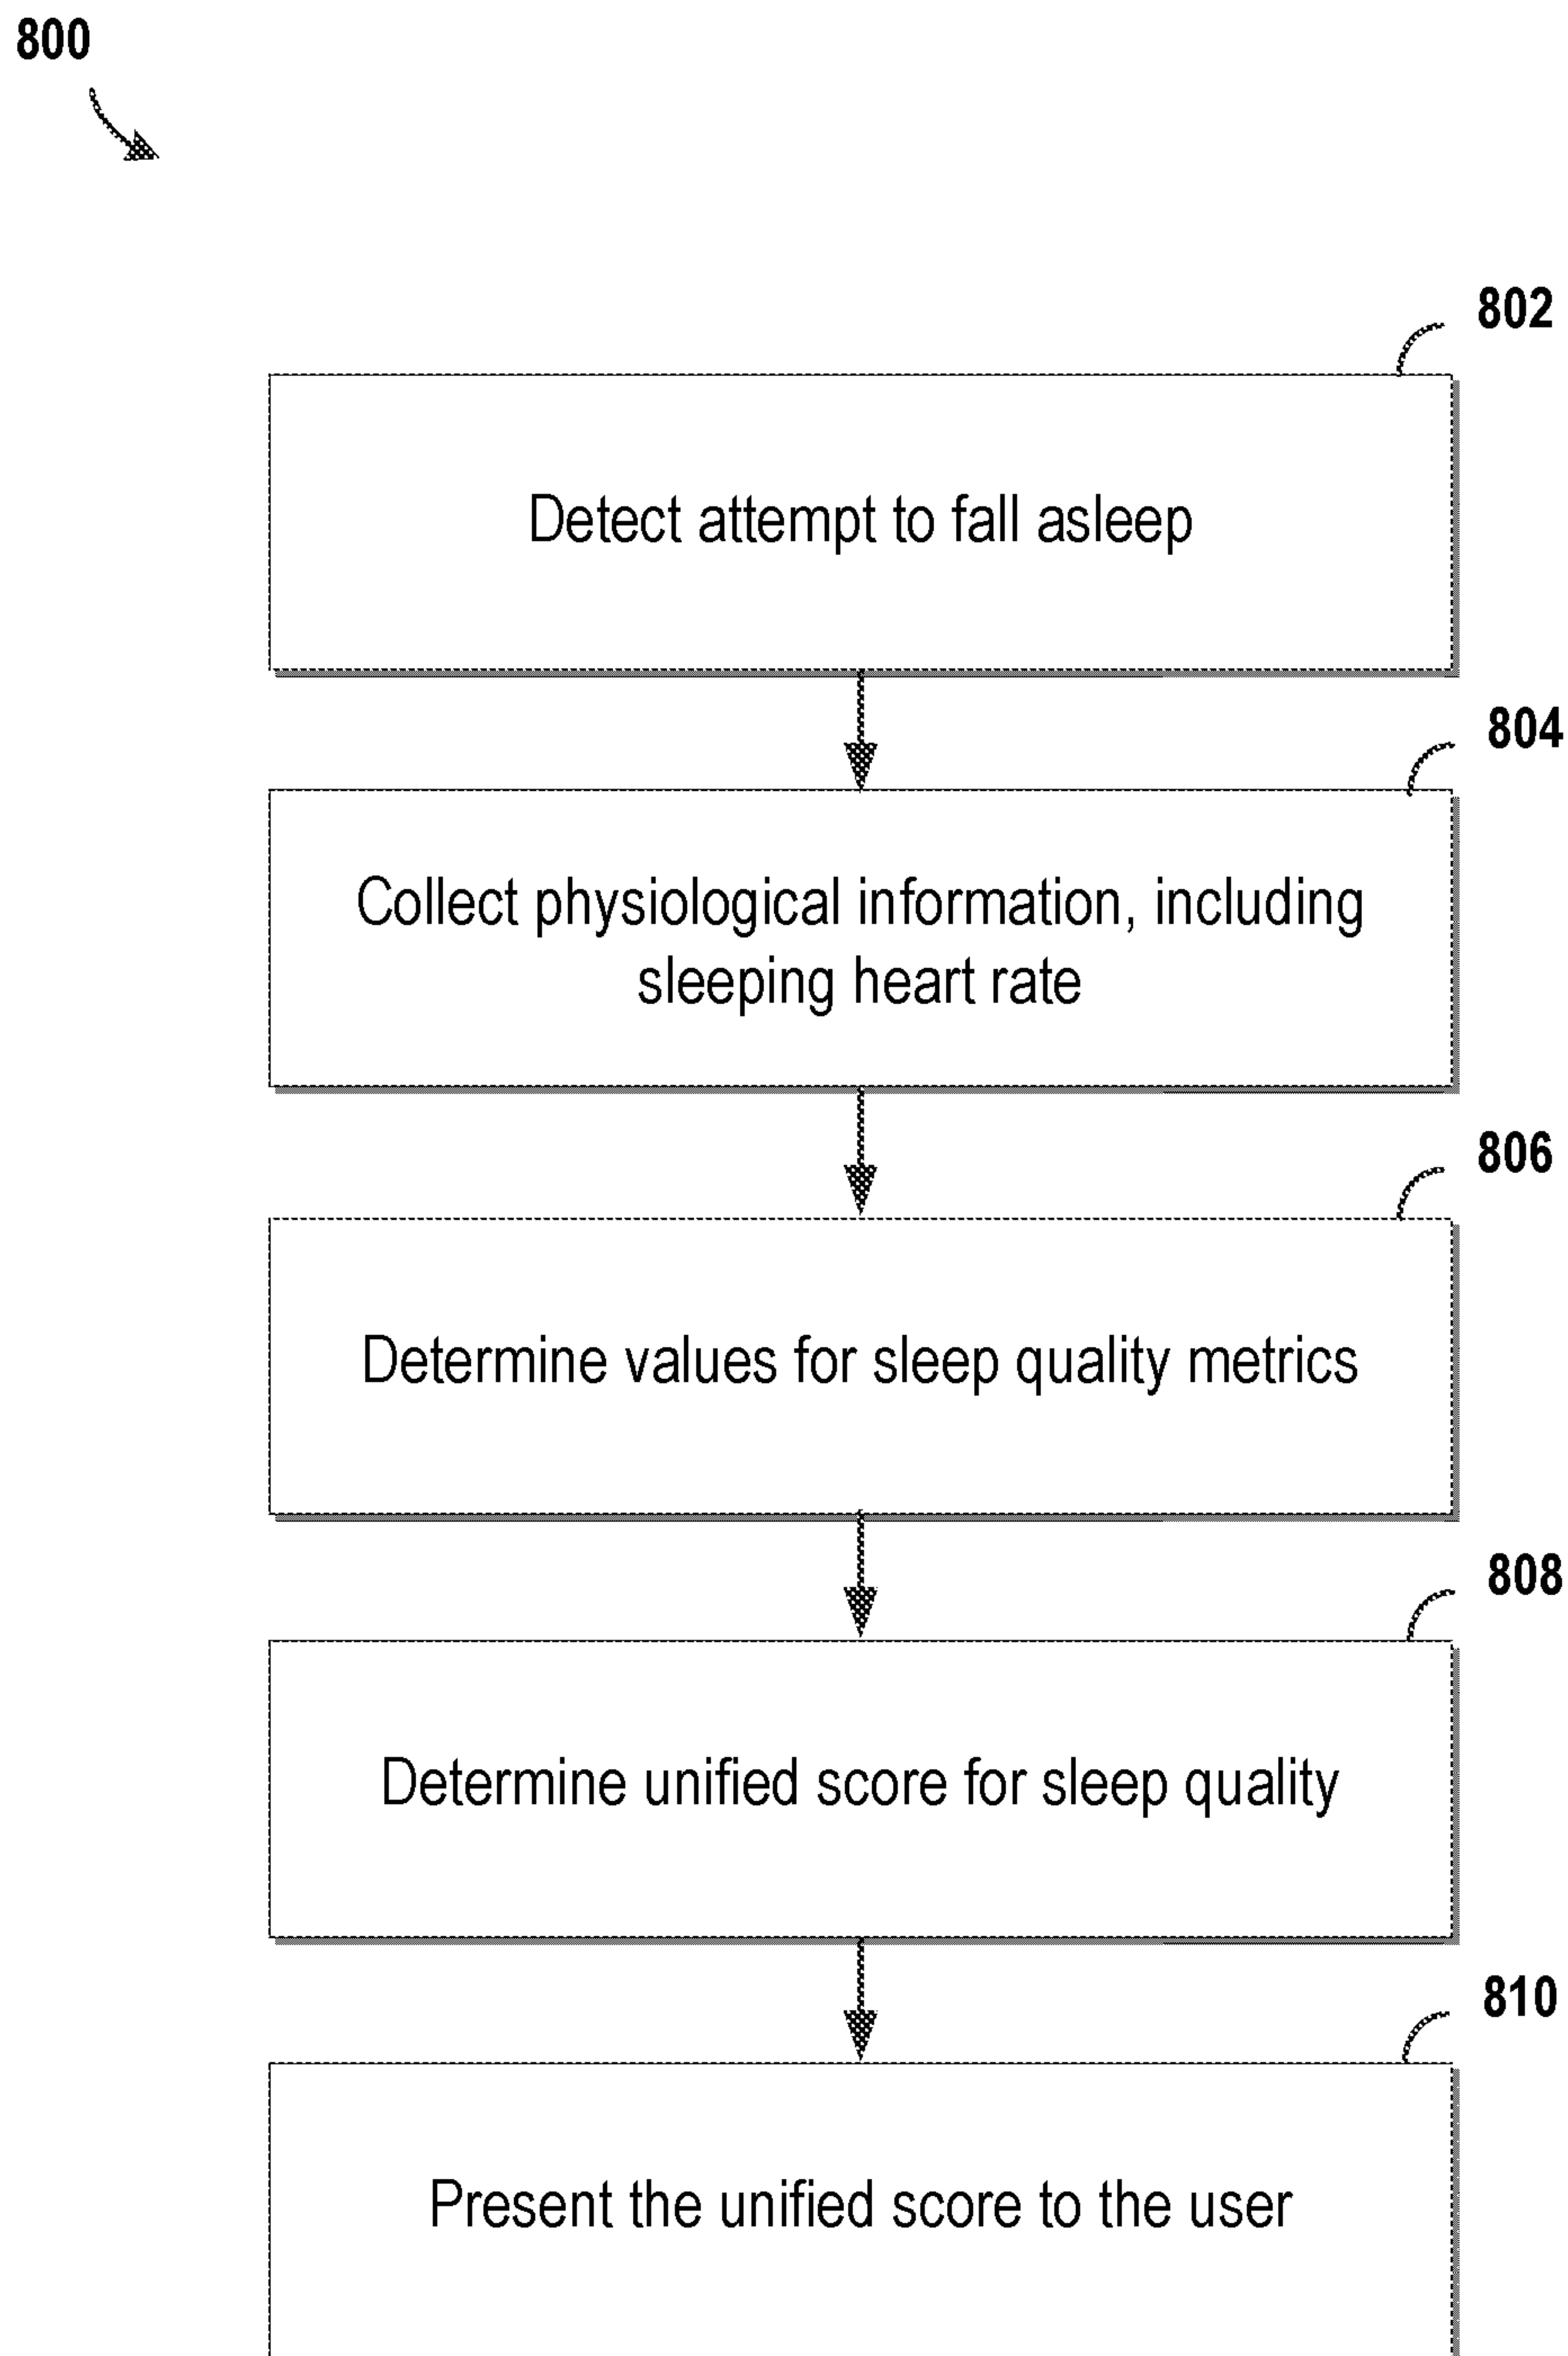 800
802
Detect attempt to fall asleep
804
Collect physiological information, including
sleeping heart rate
806
Determine values for sleep quality metrics
808
Determine unified score for sleep quality
810
Present the unified score to the user